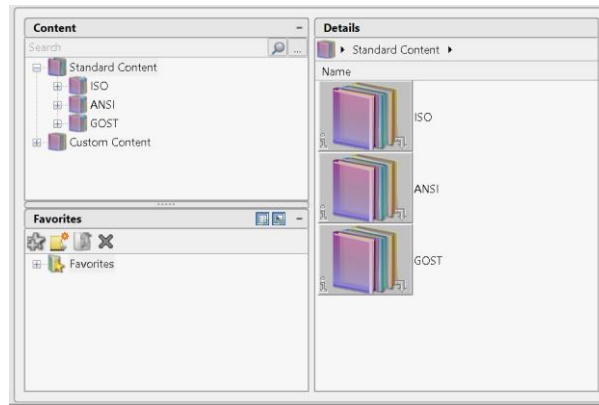 Content
Search
...
Standard Content
ISO
ANSI
GOST
Custom Content
Favorites
Favorites
Details
Standard Content
Name
ISO
ANSI
GOST